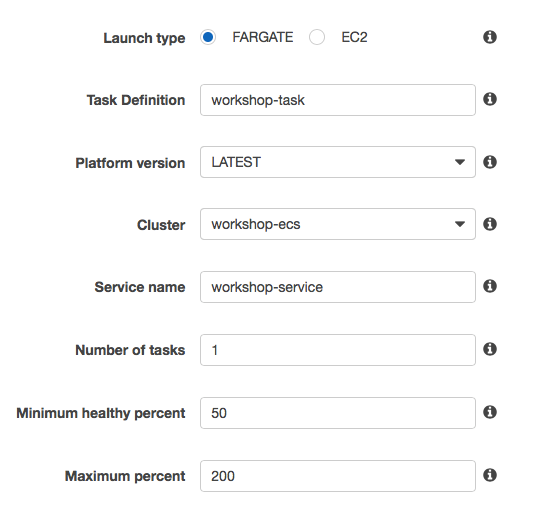 Launch type FARGATE EC2
Task Definition workshop-task
Platform version LATEST
Cluster workshop-ecs
Service name workshop-service
Number of tasks 1
Minimum healthy percent 50
Maximum percent 200